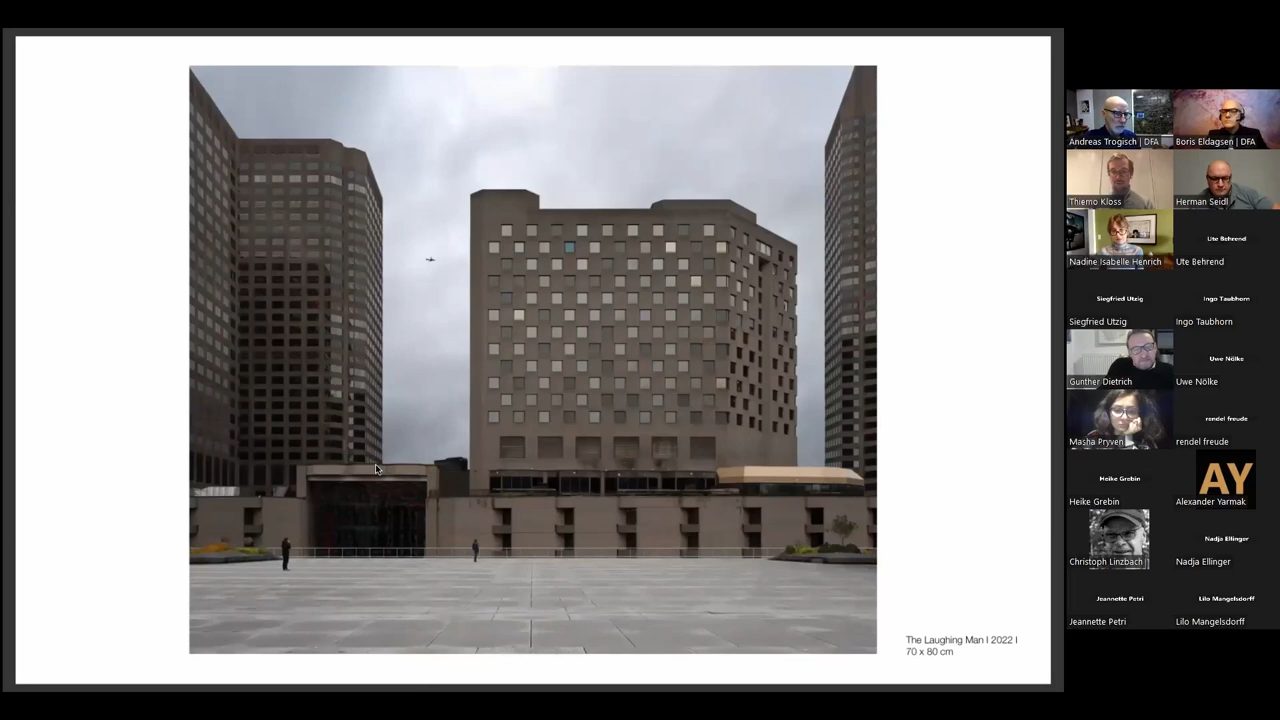 The Laughing Man I 2022 I
70 x 80 cm
Andreas Trogisch | DFA
Boris Eldagsen | DFA
Thiemo Kloss
Herman Seidl
Nadine Isabelle Henrich
Ute Behrend
Ute Behrend
Siegfried Utzig
Siegfried Utzig
Ingo Taubhorn
Ingo Taubhorn
Gunther Dietrich
Uwe Nölke
Uwe Nölke
Masha Pryven
rendel freude
rendel freude
Heike Grebin
Heike Grebin
AY
Alexander Yarmak
Christoph Linzbach
Nadja Ellinger
Nadja Ellinger
Jeannette Petri
Jeannette Petri
Lilo Mangelsdorff
Lilo Mangelsdorff